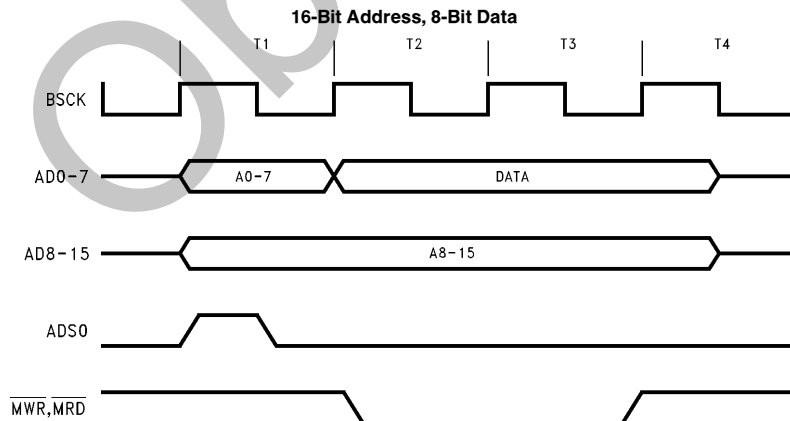 16-Bit Address, 8-Bit Data
T1 T2 T3 T4
BSCK
AD0-7 A0-7 DATA
AD8-15 A8-15
ADS0
MWR,MRD